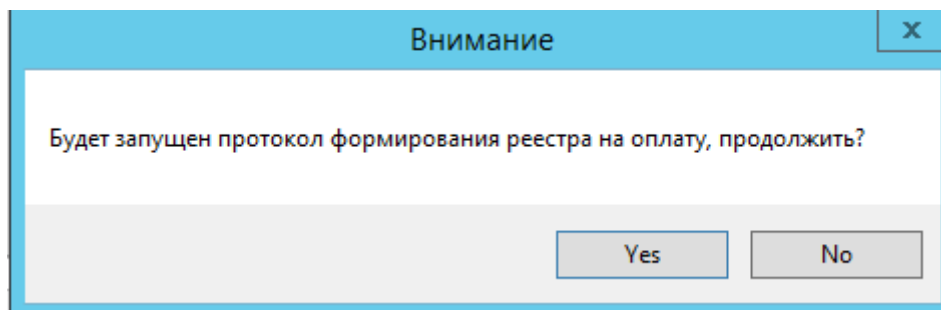 Внимание
x
Будет запущен протокол формирования реестра на оплату, продолжить?
Yes
No